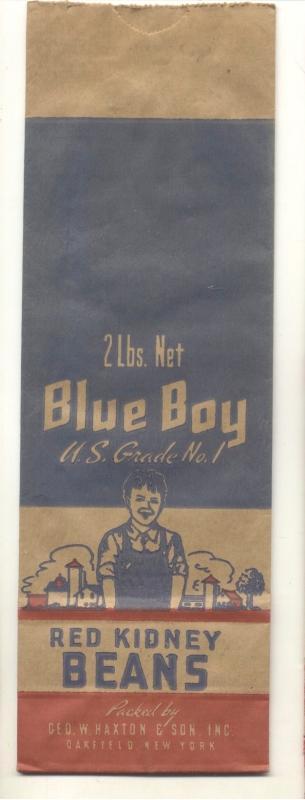 2 Lbs. Net
Blue Boy
U.S. Grade No. 1
RED KIDNEY
BEANS
Packed by
GEO. W. HAXTON & SON, INC.
OAKFIELD, NEW YORK